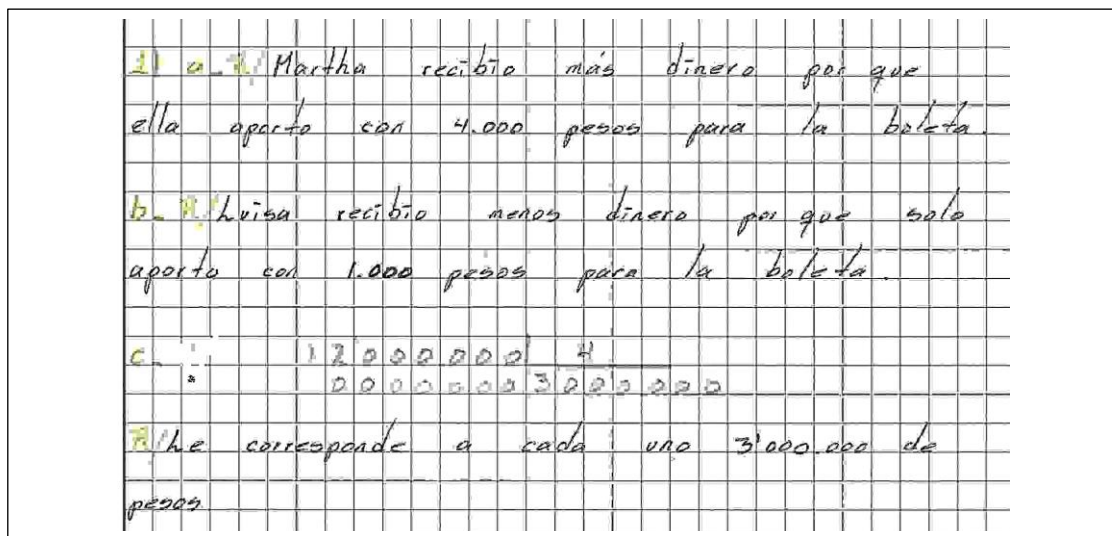 1) a_ R/ Martha recibio más dinero por que
ella aporto con 4.000 pesos para la boleta.
b_ R/ Luisa recibio menos dinero por que solo
aporto con 1.000 pesos para la boleta.
c_ ÷ 12000000 4
0000000 3000000
R/ Le corresponde a cada uno 3'000.000 de
pesos